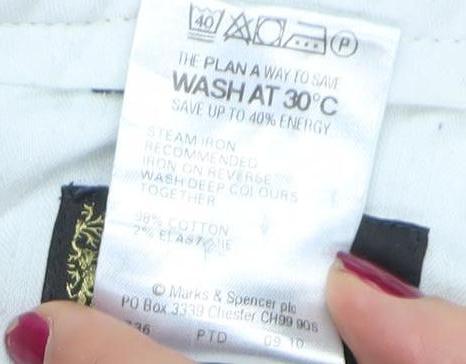 40 P
THE PLAN A WAY TO SAVE
WASH AT 30°C
SAVE UP TO 40% ENERGY
STEAM IRON
RECOMMENDED
IRON ON REVERSE
WASH DEEP COLOURS
TOGETHER
98% COTTON
2% ELASTANE
© Marks & Spencer plc
PO Box 3339 Chester CH99 9QS
PTD 09 10